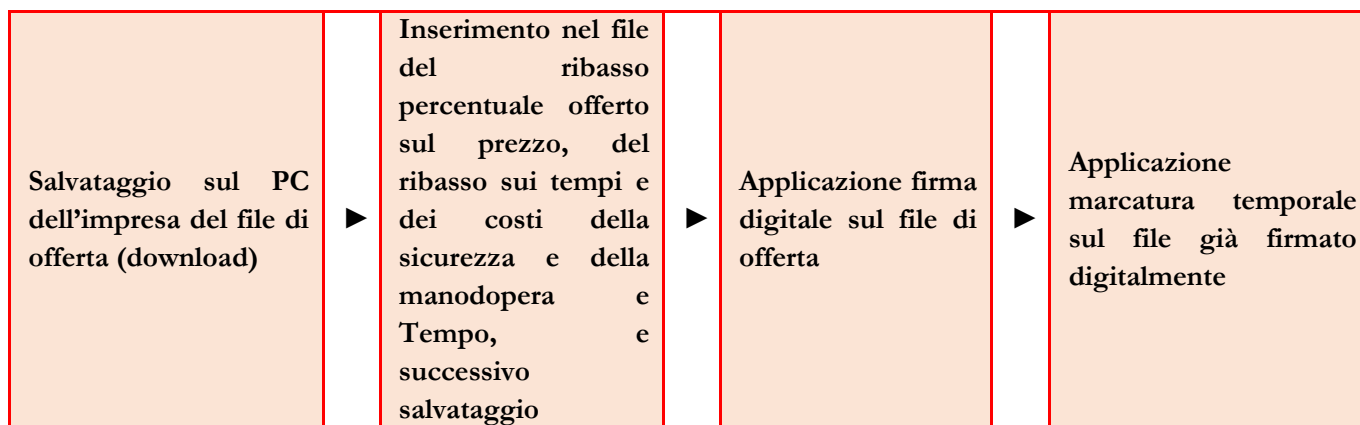 Salvataggio sul PC
dell’impresa del file di
offerta (download)
►
Inserimento nel file
del ribasso
percentuale offerto
sul prezzo, del
ribasso sui tempi e
dei costi della
sicurezza e della
manodopera e
Tempo, e
successivo
salvataggio
►
Applicazione firma
digitale sul file di
offerta
►
Applicazione
marcatura temporale
sul file già firmato
digitalmente